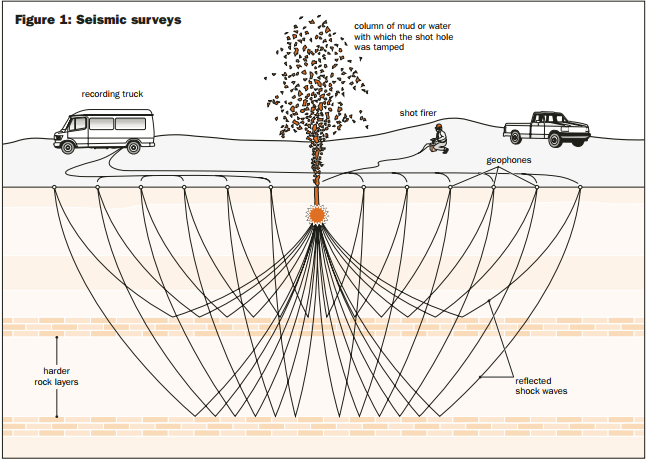 Figure 1: Seismic surveys
column of mud or water
with which the shot hole
was tamped
recording truck
shot firer
geophones
harder
rock layers
reflected
shock waves